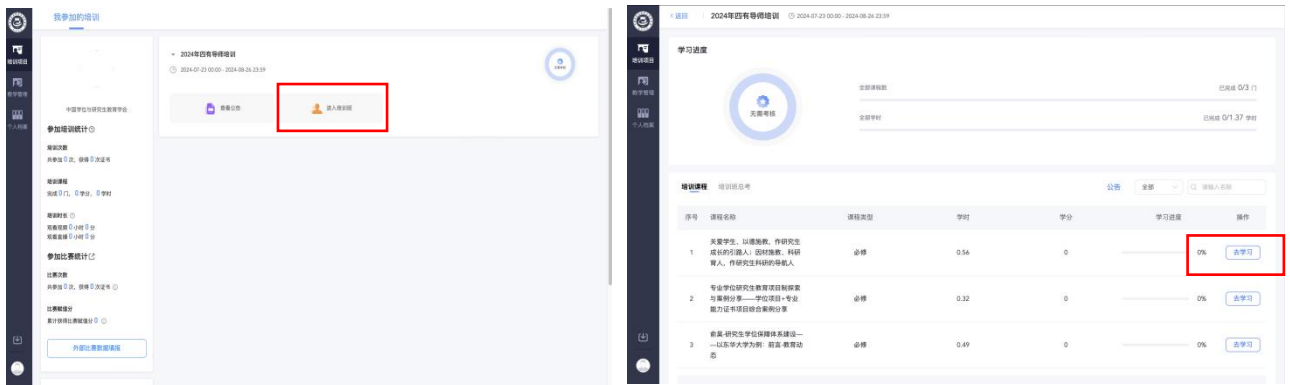 我参加的培训
培训项目
教学管理
个人档案
中国学位与研究生教育学会
参加培训统计
培训次数
共参加 0 次，获得 0 次证书
培训课程
完成 0 门，0 学分，0 学时
培训时长
观看视频 0 小时 0 分
观看直播 0 小时 0 分
参加比赛统计
比赛次数
共参加 0 次，获得 0 次证书
比赛赋值分
累计获得比赛赋值分 0
外部比赛数据填报
2024年四有导师培训
2024-07-23 00:00 - 2024-08-26 23:59
查看公告
进入培训班
返回 2024年四有导师培训 2024-07-23 00:00 - 2024-08-26 23:59
培训项目
教学管理
个人档案
学习进度
无需考核
全部课程数 已完成 0/3 门
全部学时 已完成 0/1.37 学时
培训课程 培训班总考 公告 全部 请输入名称
序号 课程名称 课程类型 学时 学分 学习进度 操作
关爱学生，以德施教，作研究生
1 成长的引路人；因材施教，科研 必修 0.56 0 0% 去学习
育人，作研究生科研的导航人
专业学位研究生教育项目制探索
2 与案例分享——学位项目+专业 必修 0.32 0 0% 去学习
能力证书项目综合案例分享
俞昊-研究生学位保障体系建设—
3 —以东华大学为例：前言-教育动 必修 0.49 0 0% 去学习
态